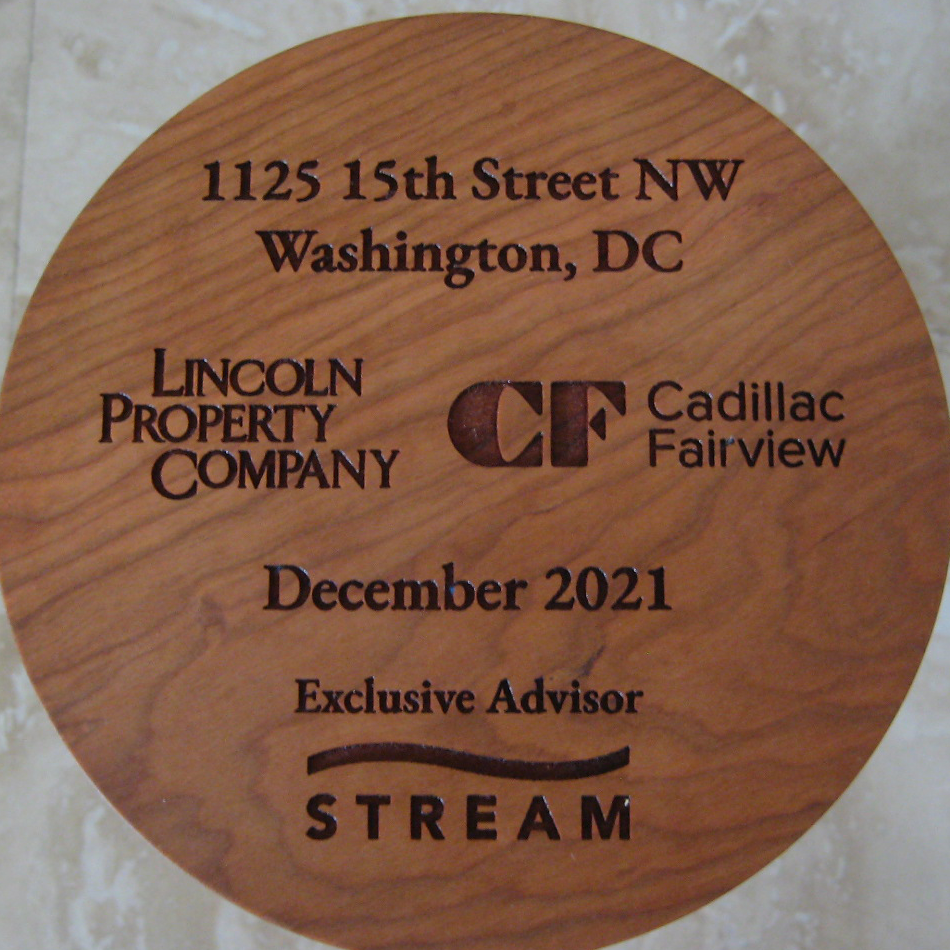 1125 15th Street NW
Washington, DC
LINCOLN
PROPERTY
COMPANY
CF Cadillac
Fairview
December 2021
Exclusive Advisor
STREAM